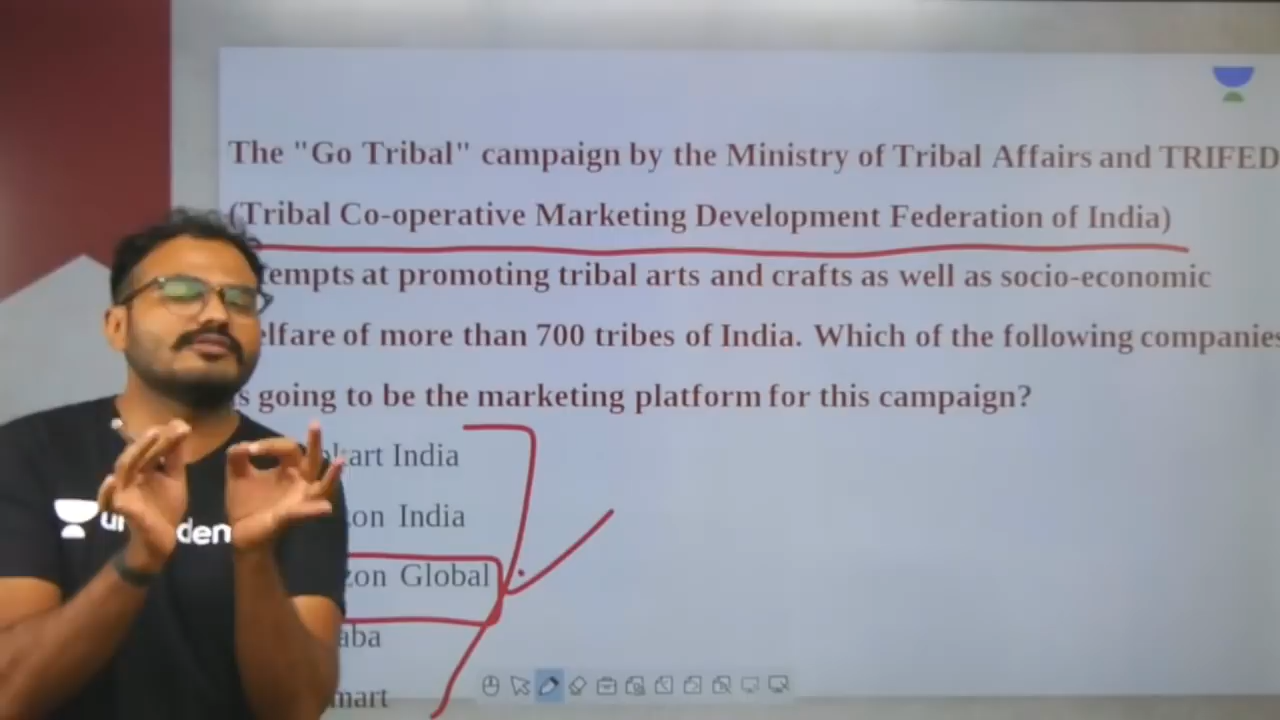 The "Go Tribal" campaign by the Ministry of Tribal Affairs and TRIFED
(Tribal Co-operative Marketing Development Federation of India)
tempts at promoting tribal arts and crafts as well as socio-economic
elfare of more than 700 tribes of India. Which of the following companies
s going to be the marketing platform for this campaign?
kart India
on India
zon Global
aba
mart
u dem